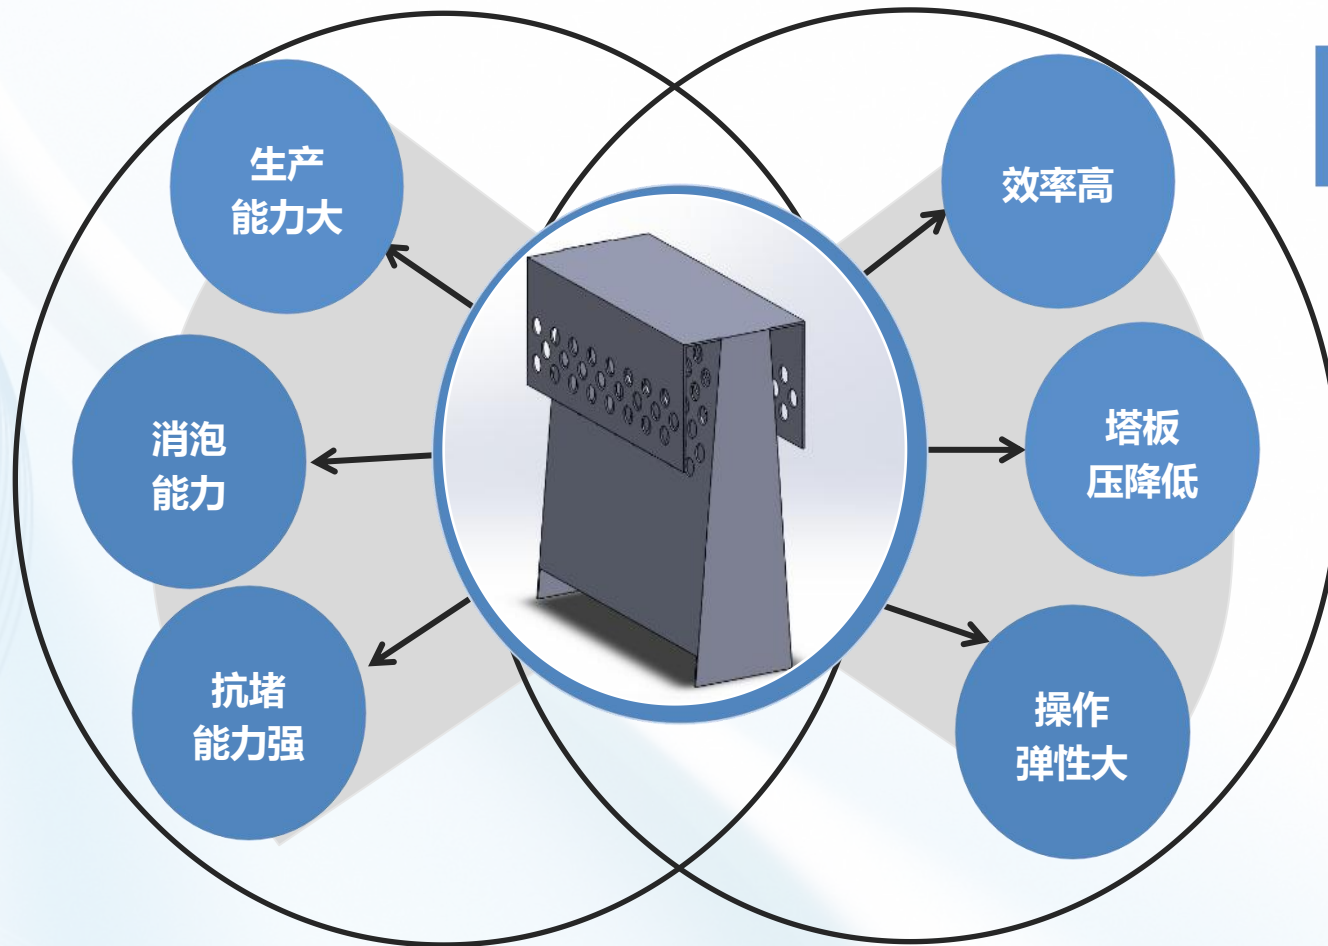 生产
能力大
消泡
能力
抗堵
能力强
效率高
塔板
压降低
操作
弹性大